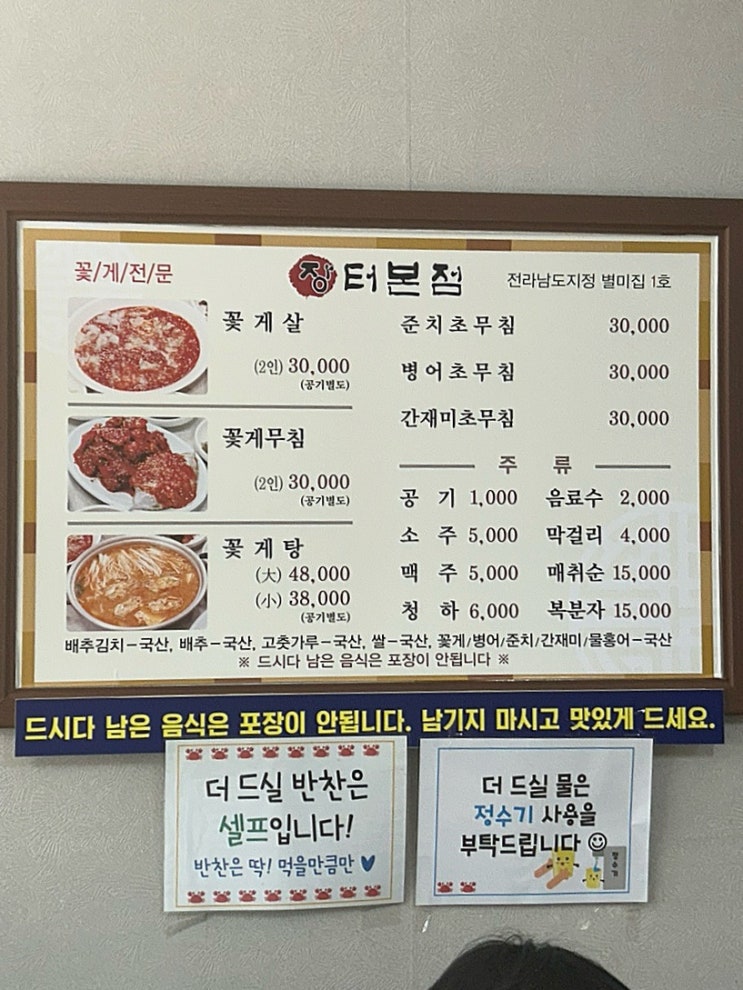 꽃/게/전/문
장터본점
전라남도지정 별미집 1호
꽃게살
(2인) 30,000
(공기별도)
꽃게무침
(2인) 30,000
(공기별도)
꽃게탕
(大) 48,000
(小) 38,000
(공기별도)
준치초무침 30,000
병어초무침 30,000
간재미초무침 30,000
주 류
공 기 1,000 음료수 2,000
소 주 5,000 막걸리 4,000
맥 주 5,000 매취순 15,000
청 하 6,000 복분자 15,000
배추김치-국산, 배추-국산, 고춧가루-국산, 쌀-국산, 꽃게/병어/준치/간재미/물홍어-국산
※ 드시다 남은 음식은 포장이 안됩니다 ※
드시다 남은 음식은 포장이 안됩니다. 남기지 마시고 맛있게 드세요.
더 드실 반찬은
셀프입니다!
반찬은 딱! 먹을만큼만
더 드실 물은
정수기 사용을
부탁드립니다
정수기